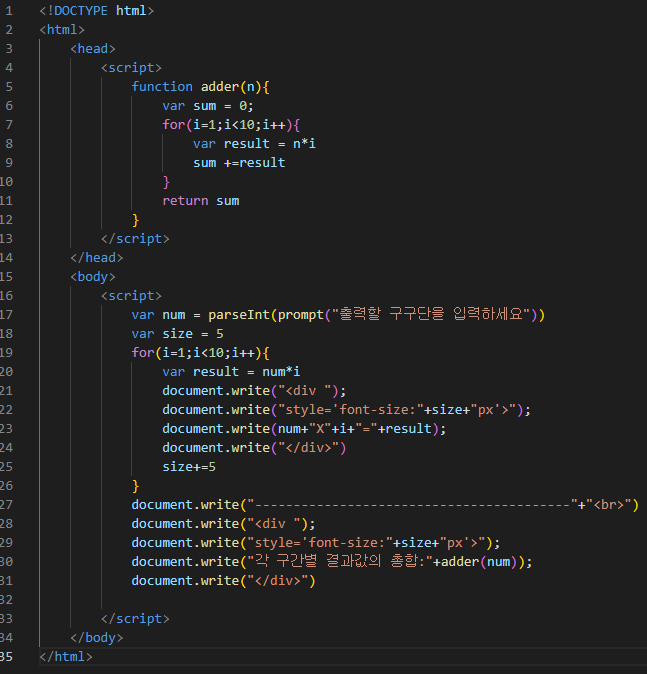 1 <!DOCTYPE html>
2 <html>
3 <head>
4 <script>
5 function adder(n){
6 var sum = 0;
7 for(i=1;i<10;i++){
8 var result = n*i
9 sum +=result
10 }
11 return sum
12 }
13 </script>
14 </head>
15 <body>
16 <script>
17 var num = parseInt(prompt("출력할 구구단을 입력하세요"))
18 var size = 5
19 for(i=1;i<10;i++){
20 var result = num*i
21 document.write("<div ");
22 document.write("style='font-size:"+size+"px'>");
23 document.write(num+"X"+i+"="+result);
24 document.write("</div>")
25 size+=5
26 }
27 document.write("---------------------------------------"+"<br>")
28 document.write("<div ");
29 document.write("style='font-size:"+size+"px'>");
30 document.write("각 구간별 결과값의 총합:"+adder(num));
31 document.write("</div>")
32
33 </script>
34 </body>
35 </html>